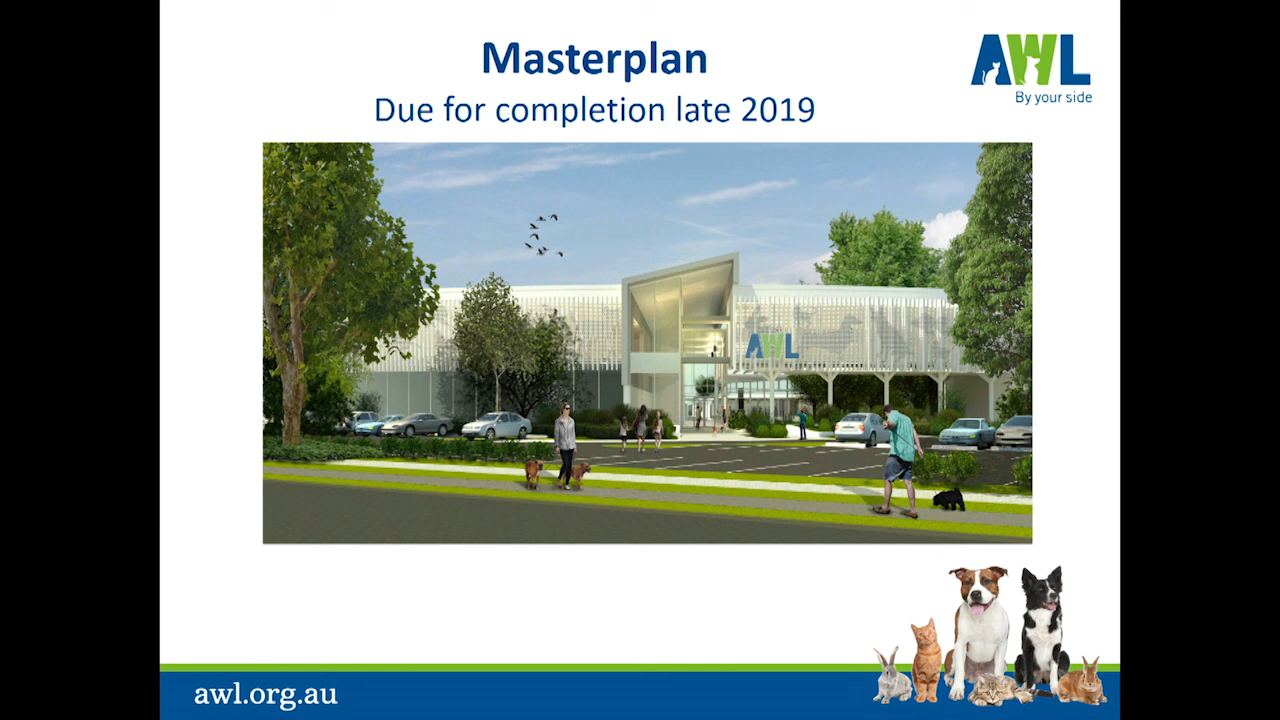 Masterplan
Due for completion late 2019
AWL
By your side
AWL
awl.org.au